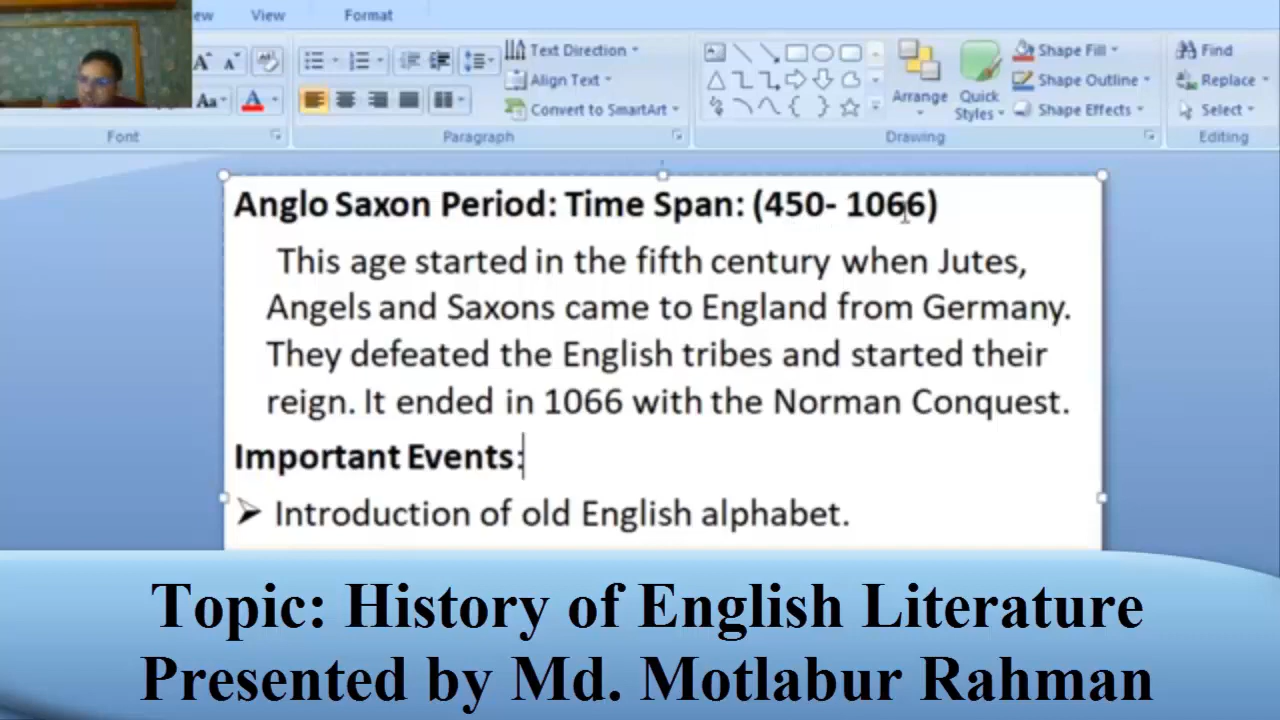 ew View Format
A A Aa A
Text Direction
Align Text
Convert to SmartArt
Arrange
Quick Styles
Shape Fill
Shape Outline
Shape Effects
Find
Replace
Select
Font Paragraph Drawing Editing
Anglo Saxon Period: Time Span: (450- 1066)
This age started in the fifth century when Jutes,
Angels and Saxons came to England from Germany.
They defeated the English tribes and started their
reign. It ended in 1066 with the Norman Conquest.
Important Events:
➢ Introduction of old English alphabet.
Topic: History of English Literature
Presented by Md. Motlabur Rahman